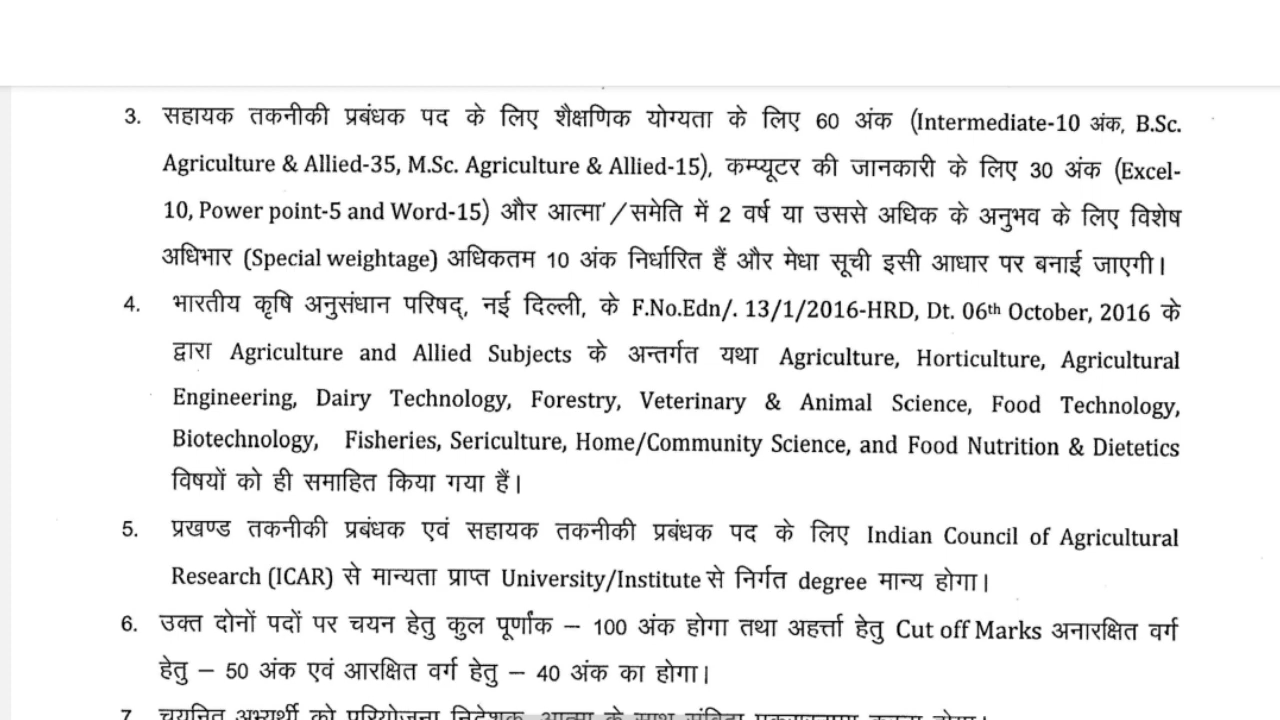 3. सहायक तकनीकी प्रबंधक पद के लिए शैक्षणिक योग्यता के लिए 60 अंक (Intermediate-10 अंक, B.Sc.
Agriculture & Allied-35, M.Sc. Agriculture & Allied-15), कम्प्यूटर की जानकारी के लिए 30 अंक (Excel-
10, Power point-5 and Word-15) और आत्मा / समेति में 2 वर्ष या उससे अधिक के अनुभव के लिए विशेष
अधिभार (Special weightage) अधिकतम 10 अंक निर्धारित हैं और मेधा सूची इसी आधार पर बनाई जाएगी।
4. भारतीय कृषि अनुसंधान परिषद्, नई दिल्ली, के F.No.Edn/. 13/1/2016-HRD, Dt. 06th October, 2016 के
द्वारा Agriculture and Allied Subjects के अन्तर्गत यथा Agriculture, Horticulture, Agricultural
Engineering, Dairy Technology, Forestry, Veterinary & Animal Science, Food Technology,
Biotechnology, Fisheries, Sericulture, Home/Community Science, and Food Nutrition & Dietetics
विषयों को ही समाहित किया गया हैं।
5. प्रखण्ड तकनीकी प्रबंधक एवं सहायक तकनीकी प्रबंधक पद के लिए Indian Council of Agricultural
Research (ICAR) से मान्यता प्राप्त University/Institute से निर्गत degree मान्य होगा।
6. उक्त दोनों पदों पर चयन हेतु कुल पूर्णांक – 100 अंक होगा तथा अहर्त्ता हेतु Cut off Marks अनारक्षित वर्ग
हेतु – 50 अंक एवं आरक्षित वर्ग हेतु – 40 अंक का होगा।
7. चयनित अभ्यर्थी को परियोजना निदेशक आत्मा के साथ संविदा एकरारनामा करना होगा।